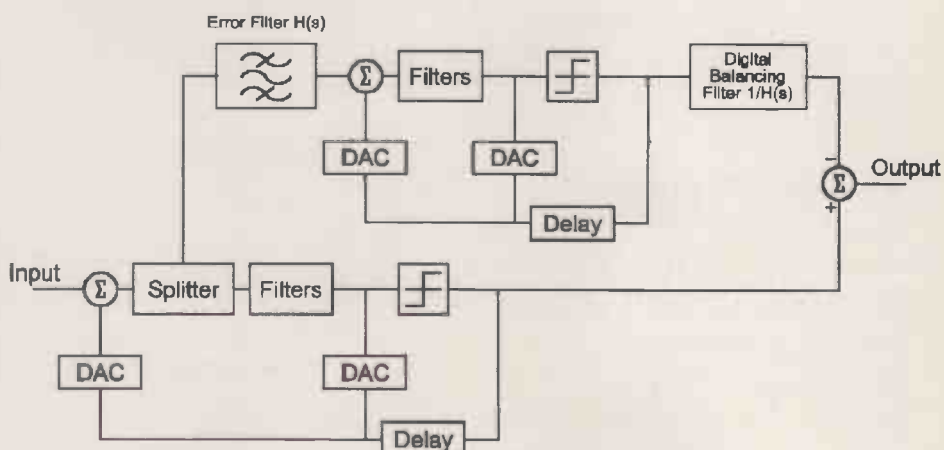 Error Filter H(s)
Σ
Filters
Digital
Balancing
Filter 1/H(s)
DAC
DAC
Delay
−
Σ
+
Output
Input
Σ
Splitter
Filters
DAC
DAC
Delay